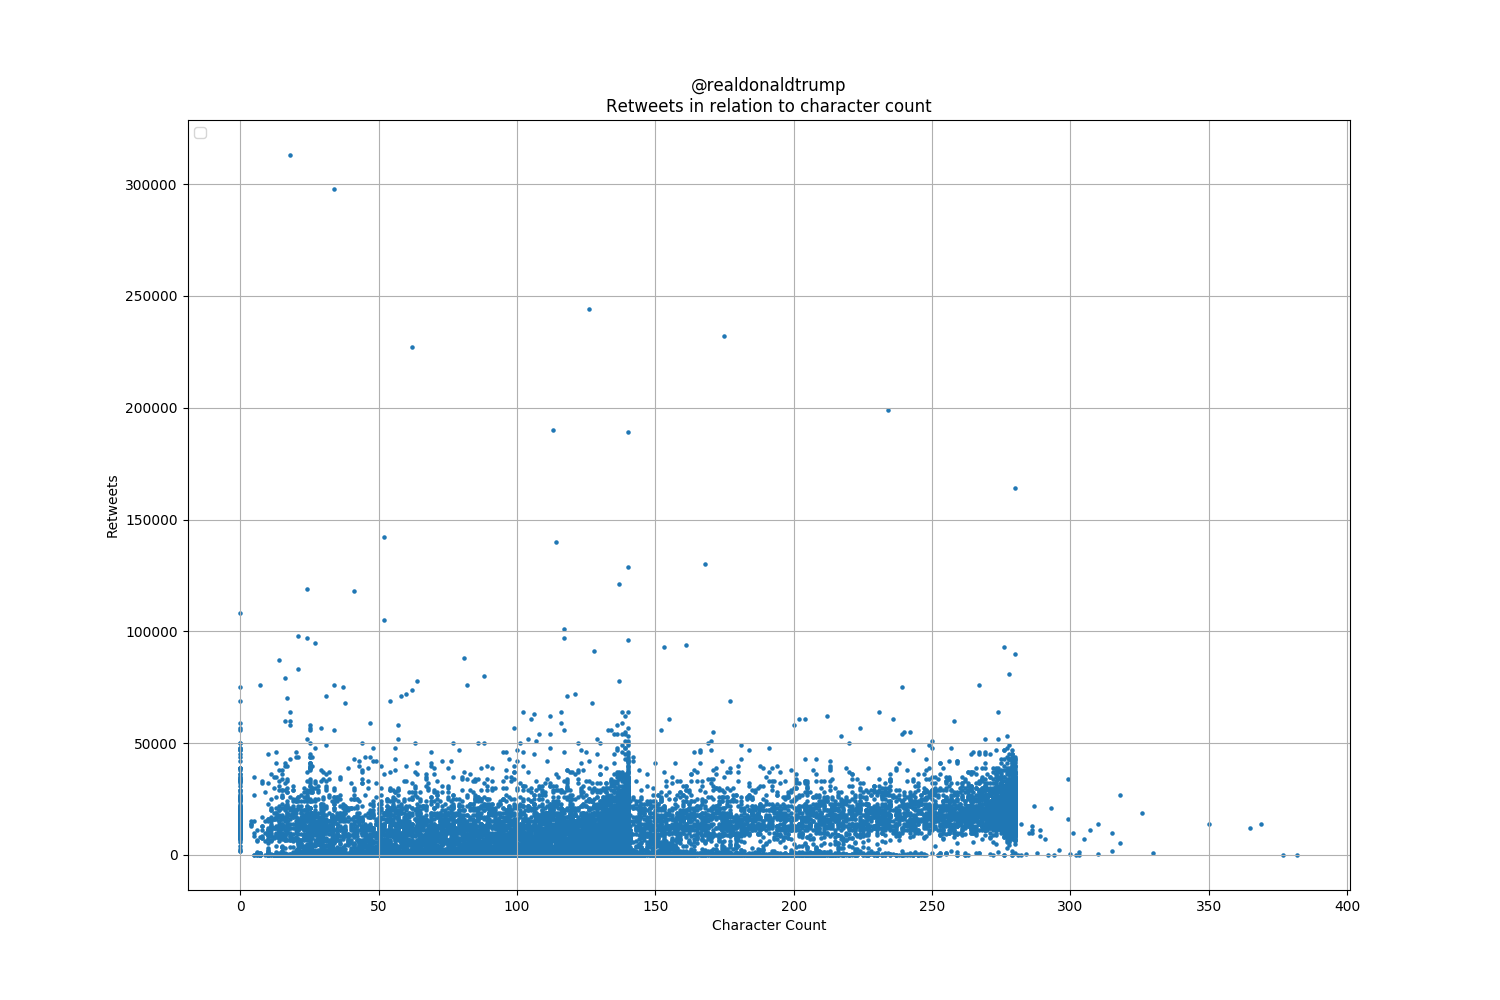 @realdonaldtrump
Retweets in relation to character count
300000
250000
200000
150000
100000
50000
0
Retweets
0 50 100 150 200 250 300 350 400
Character Count